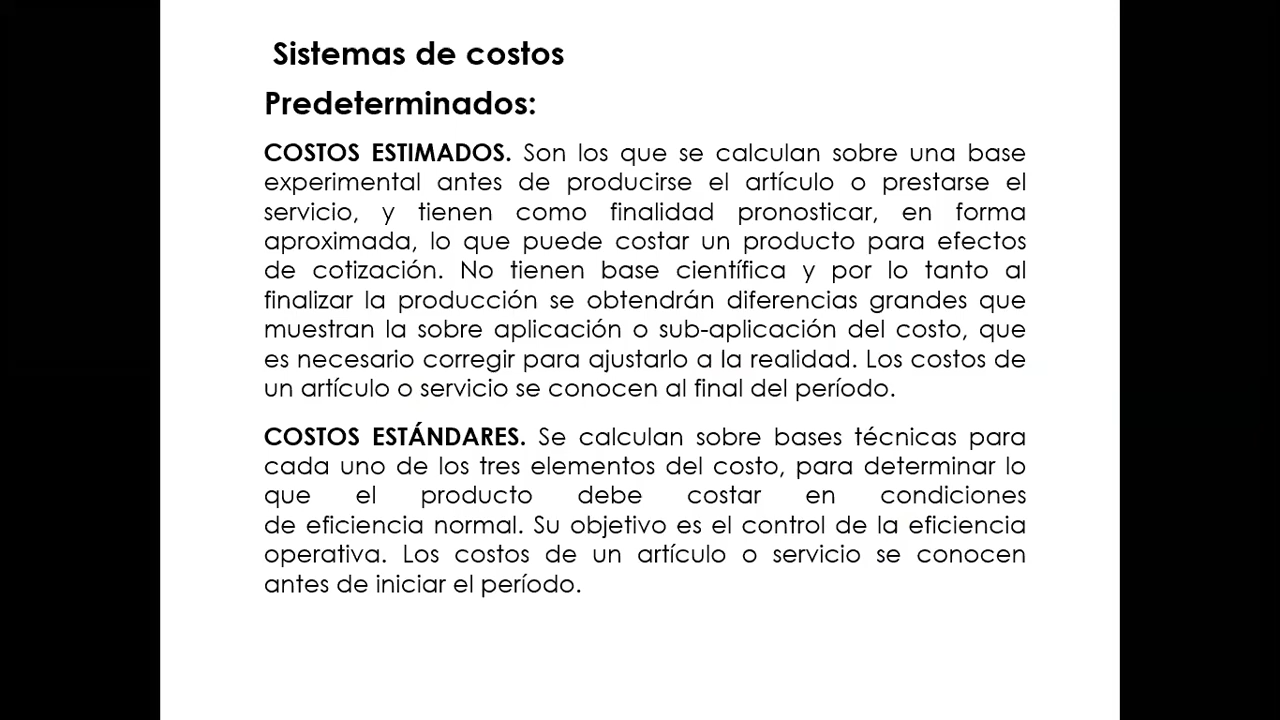 Sistemas de costos
Predeterminados:
COSTOS ESTIMADOS. Son los que se calculan sobre una base
experimental antes de producirse el artículo o prestarse el
servicio, y tienen como finalidad pronosticar, en forma
aproximada, lo que puede costar un producto para efectos
de cotización. No tienen base científica y por lo tanto al
finalizar la producción se obtendrán diferencias grandes que
muestran la sobre aplicación o sub-aplicación del costo, que
es necesario corregir para ajustarlo a la realidad. Los costos de
un artículo o servicio se conocen al final del período.
COSTOS ESTÁNDARES. Se calculan sobre bases técnicas para
cada uno de los tres elementos del costo, para determinar lo
que el producto debe costar en condiciones
de eficiencia normal. Su objetivo es el control de la eficiencia
operativa. Los costos de un artículo o servicio se conocen
antes de iniciar el período.